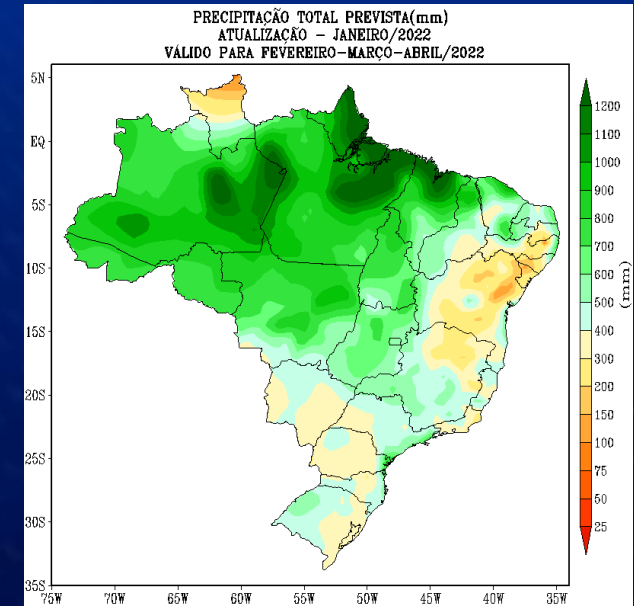 PRECIPITAÇÃO TOTAL PREVISTA(mm)
ATUALIZAÇÃO - JANEIRO/2022
VÁLIDO PARA FEVEREIRO-MARÇO-ABRIL/2022
5N
EQ
5S
10S
15S
20S
25S
30S
35S
75W 70W 65W 60W 55W 50W 45W 40W 35W
1200
1100
1000
900
800
700
600
500
400
300
200
150
100
75
50
25
(mm)